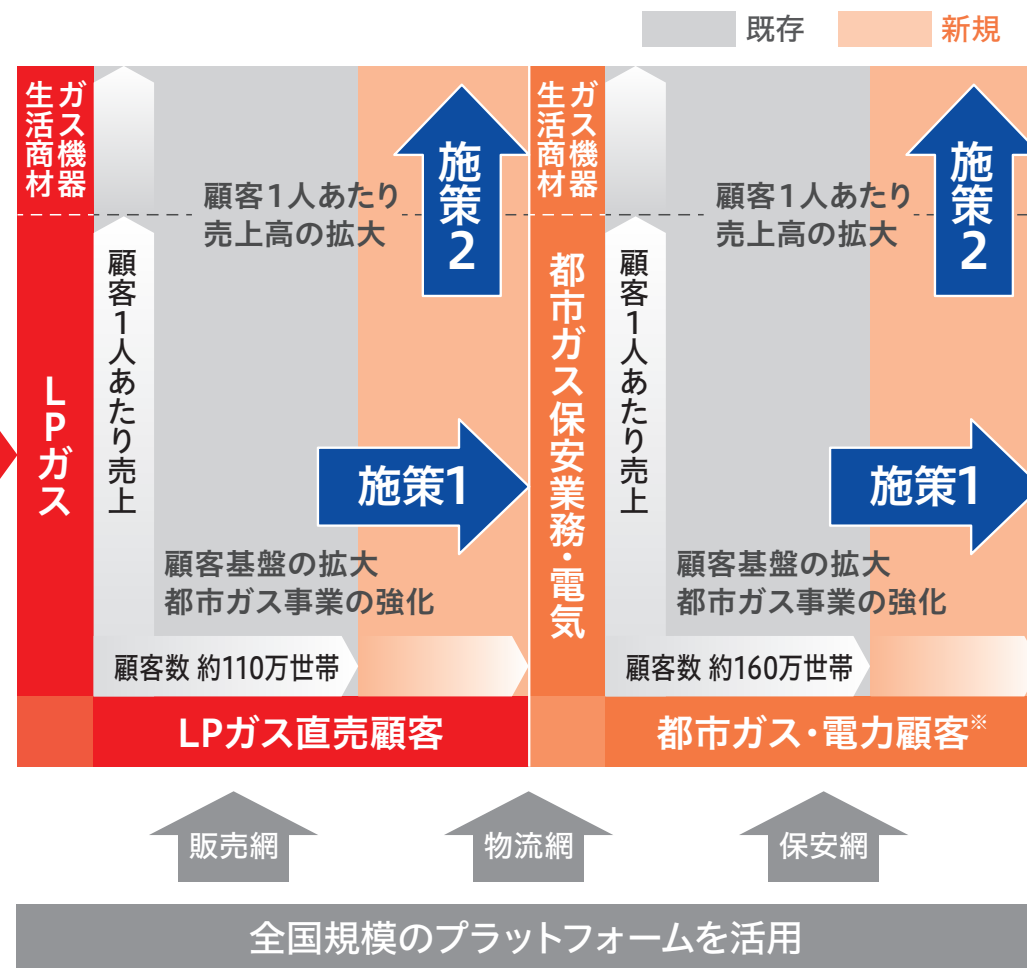 既存
新規
ガス機器
生活商材
LPガス
顧客1人あたり売上
顧客1人あたり
売上高の拡大
施策2
施策1
顧客基盤の拡大
都市ガス事業の強化
顧客数 約110万世帯
LPガス直売顧客
ガス機器
生活商材
都市ガス保安業務・電気
顧客1人あたり売上
顧客1人あたり
売上高の拡大
施策2
施策1
顧客基盤の拡大
都市ガス事業の強化
顧客数 約160万世帯
都市ガス・電力顧客※
販売網
物流網
保安網
全国規模のプラットフォームを活用